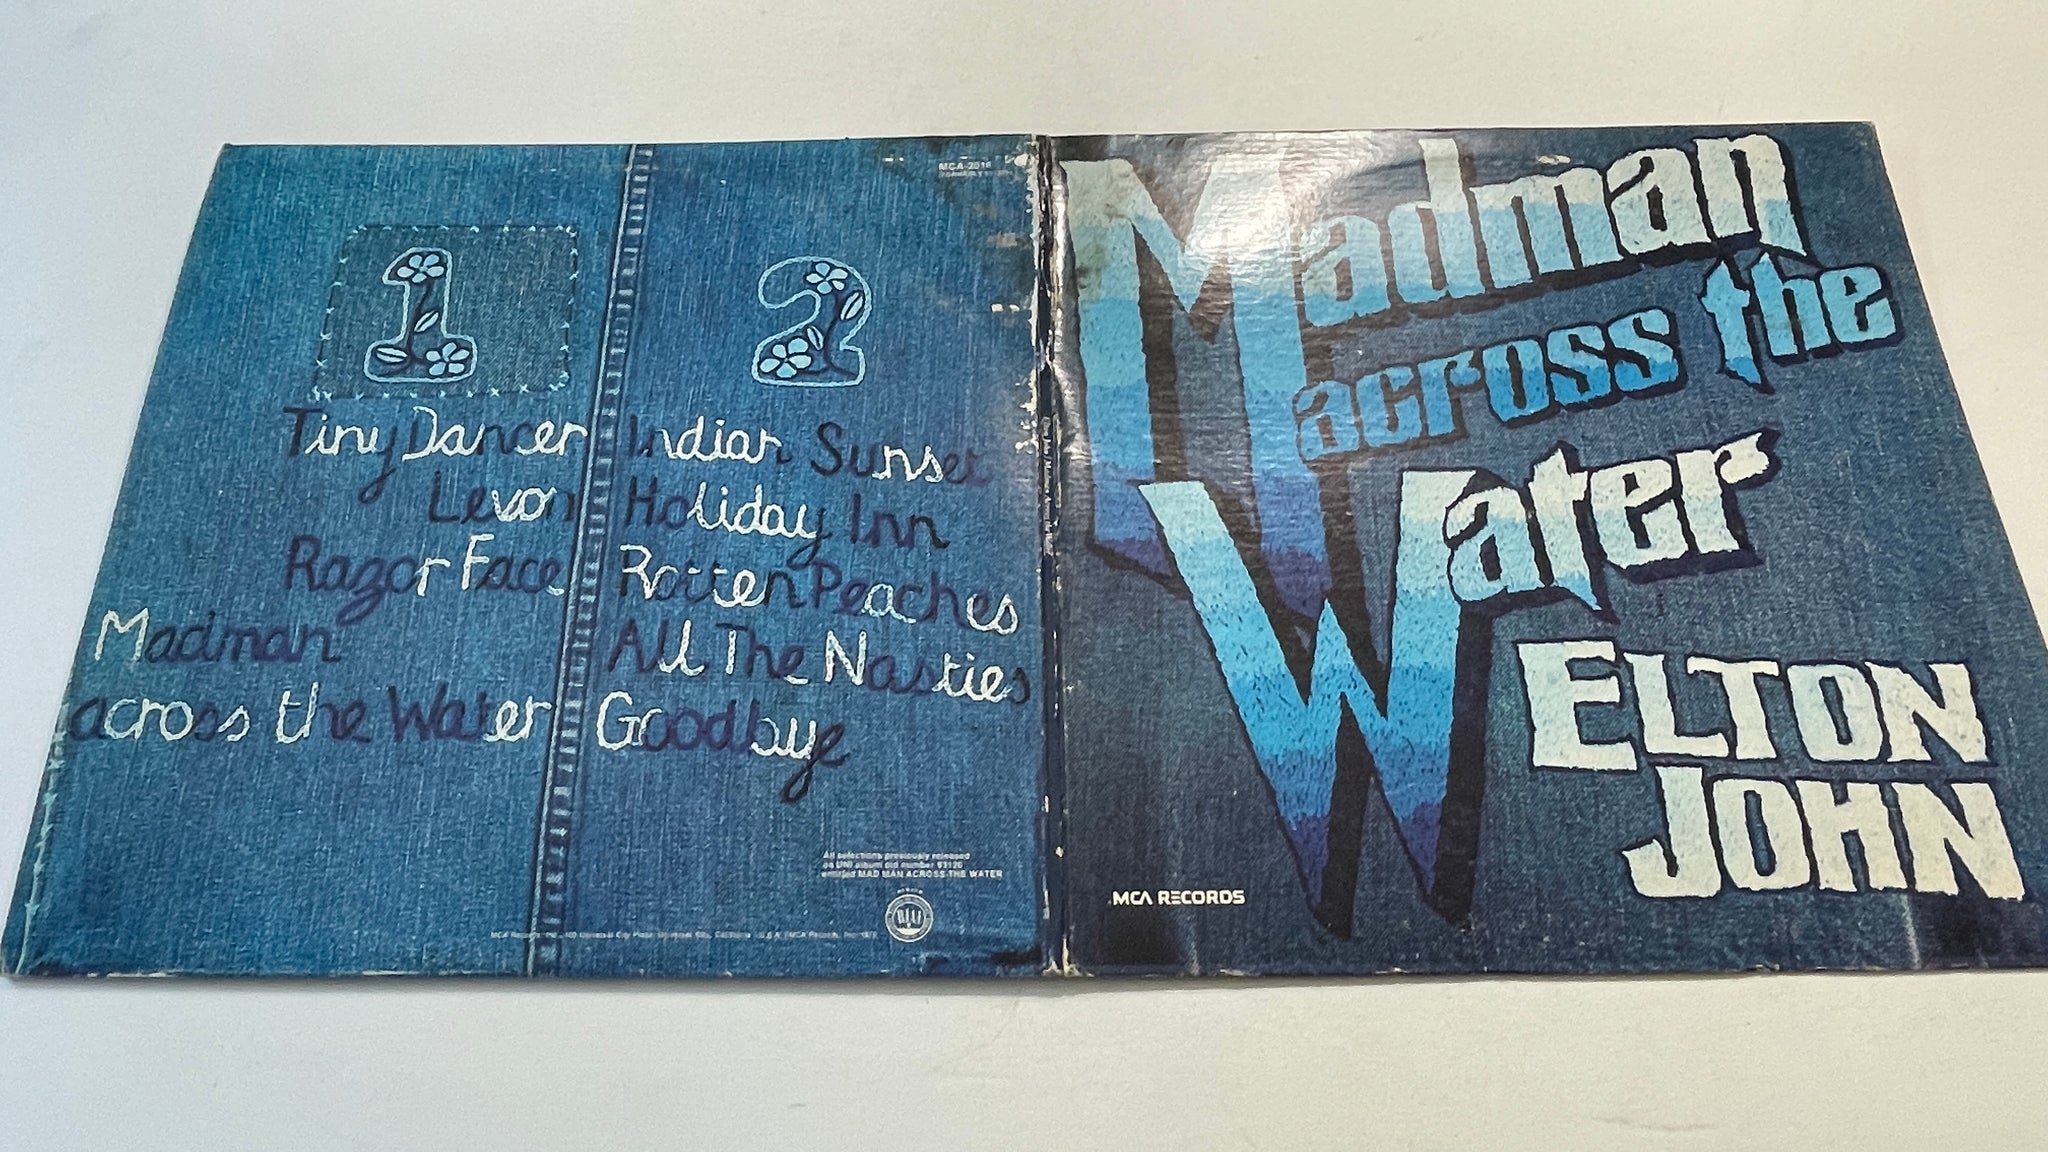 MCA-2016
1
Tiny Dancer
Levon
Razor Face
Madman
across the Water
2
Indian Sunset
Holiday Inn
Rotten Peaches
All The Nasties
Goodbye
All selections previously released
on UNI album old number 93120
entitled MAD MAN ACROSS THE WATER
Madman
across the
Water
ELTON
JOHN
MCA RECORDS